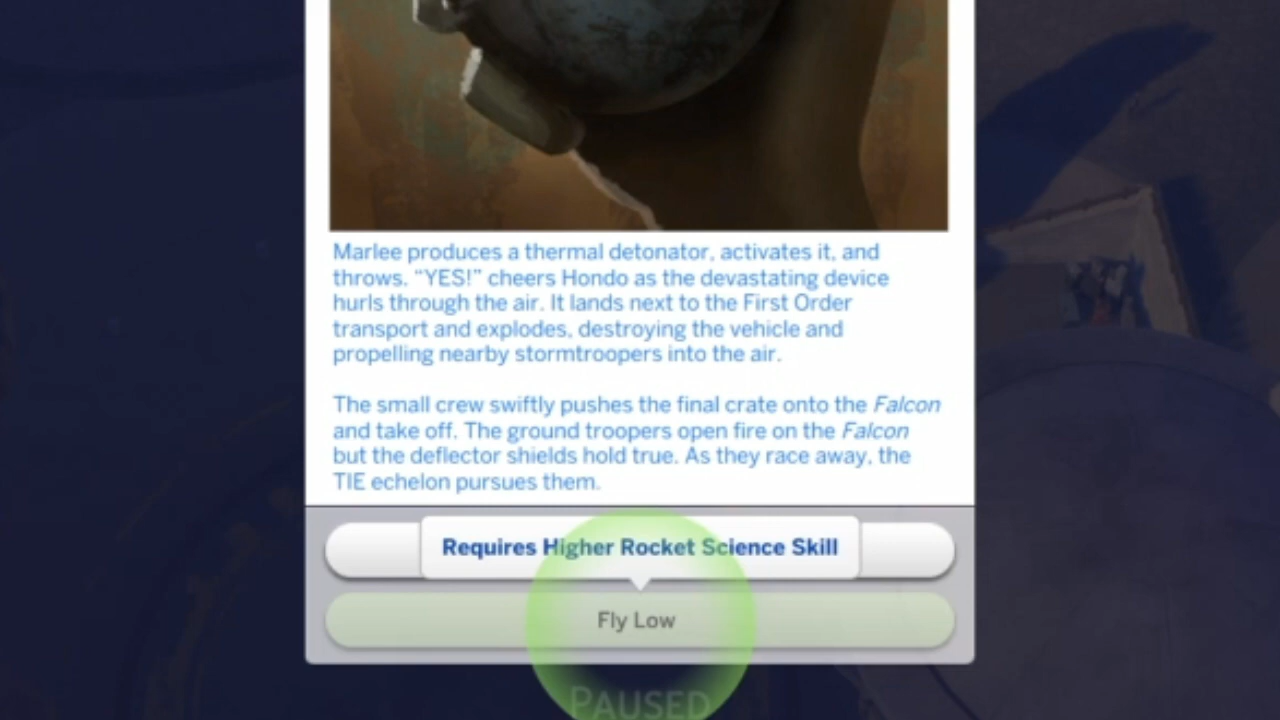 Marlee produces a thermal detonator, activates it, and
throws. “YES!” cheers Hondo as the devastating device
hurls through the air. It lands next to the First Order
transport and explodes, destroying the vehicle and
propelling nearby stormtroopers into the air.
The small crew swiftly pushes the final crate onto the Falcon
and take off. The ground troopers open fire on the Falcon
but the deflector shields hold true. As they race away, the
TIE echelon pursues them.
Requires Higher Rocket Science Skill
Fly Low
PAUSED